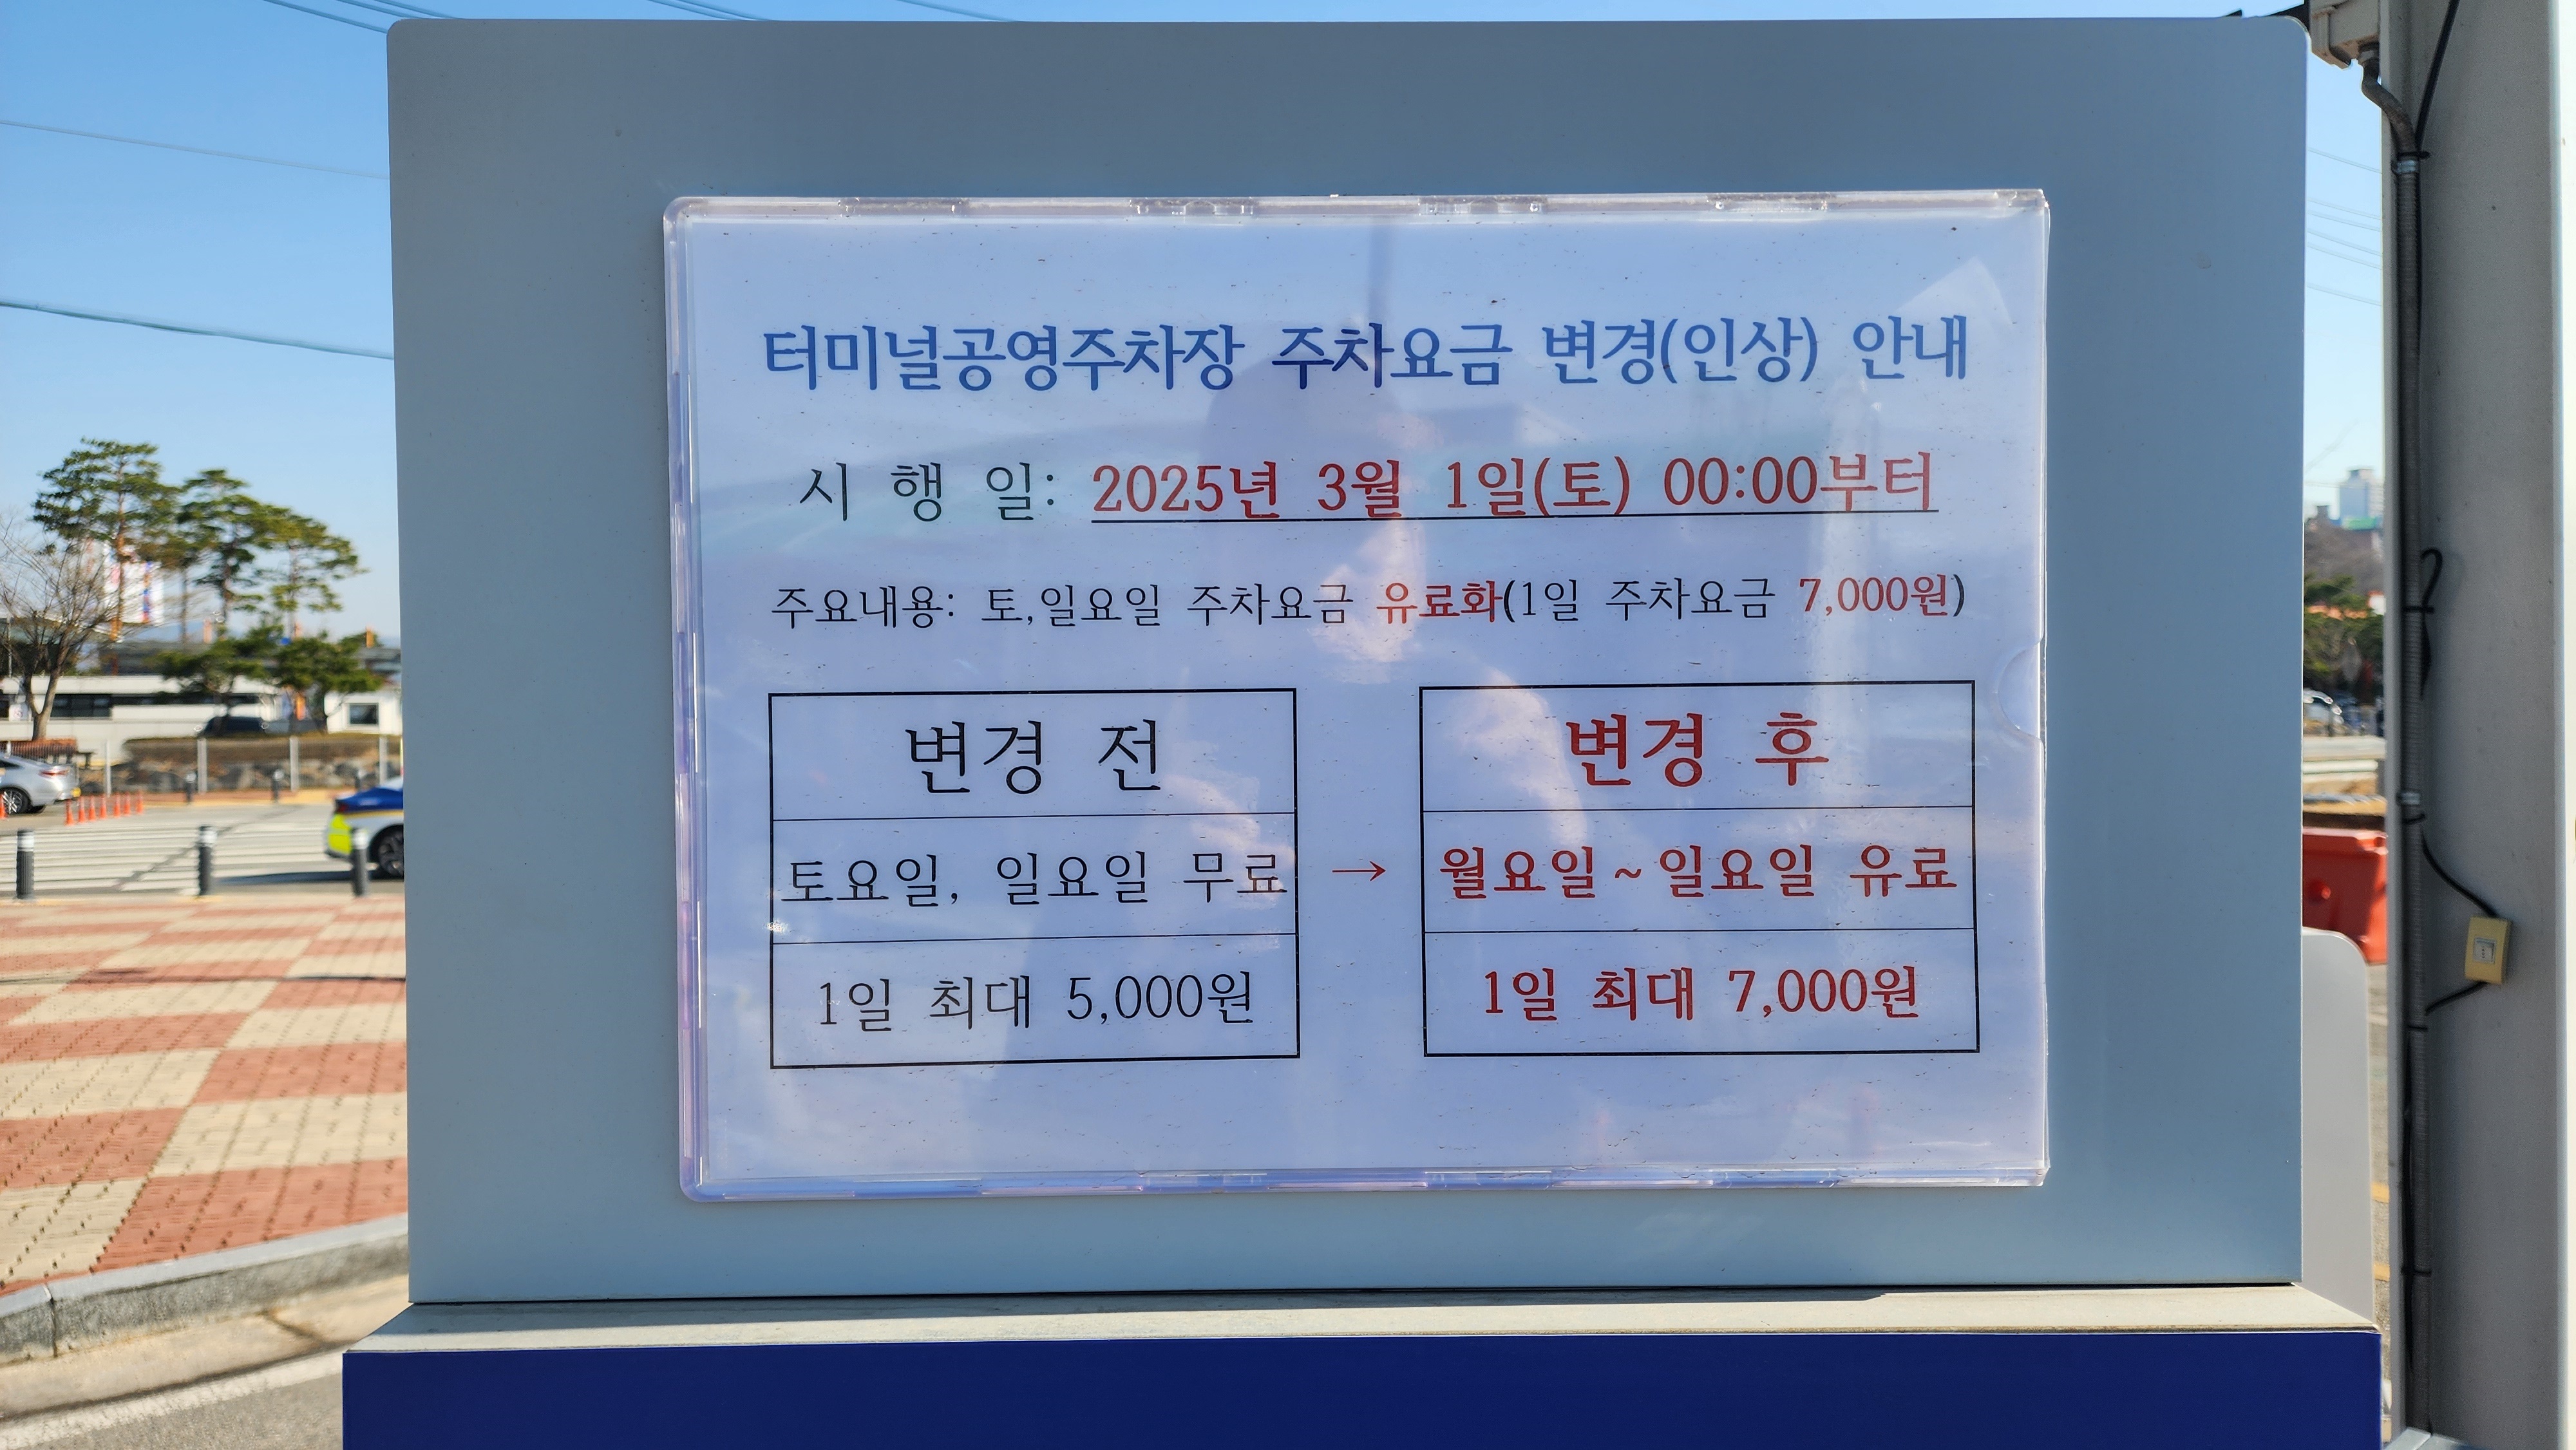 터미널공영주차장 주차요금 변경(인상) 안내
시 행 일: 2025년 3월 1일(토) 00:00부터
주요내용: 토,일요일 주차요금 유료화(1일 주차요금 7,000원)
변경 전
토요일, 일요일 무료
1일 최대 5,000원
→
변경 후
월요일~일요일 유료
1일 최대 7,000원